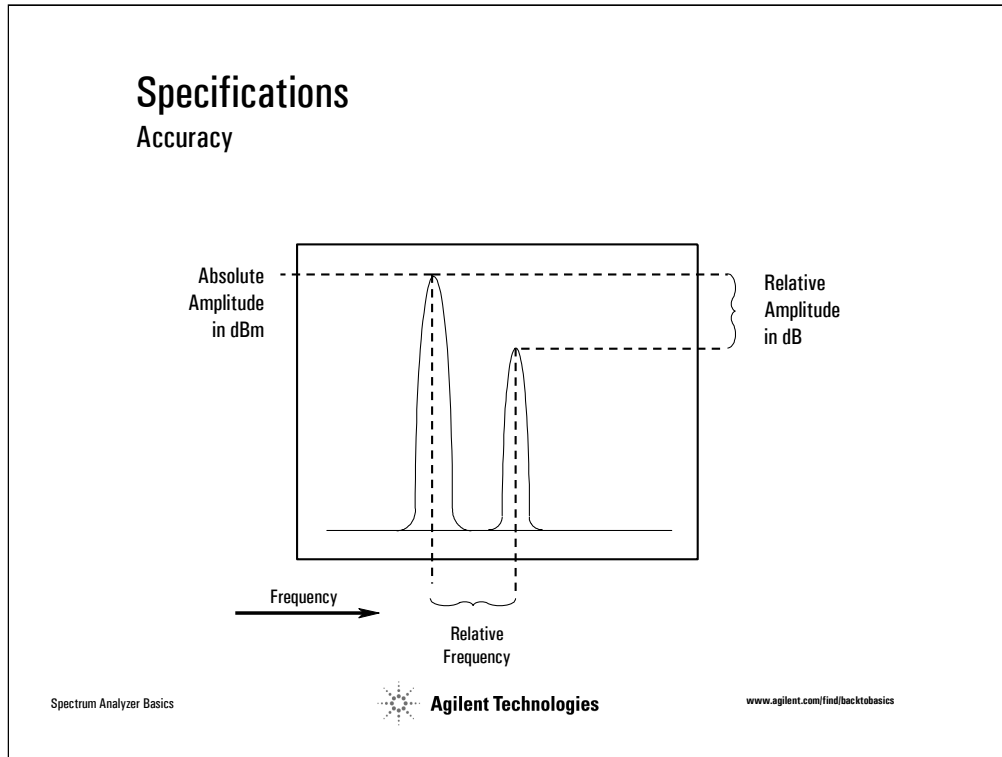 Specifications
Accuracy
Absolute
Amplitude
in dBm
Relative
Amplitude
in dB
Frequency
Relative
Frequency
Spectrum Analyzer Basics
Agilent Technologies
www.agilent.com/find/backtobasics